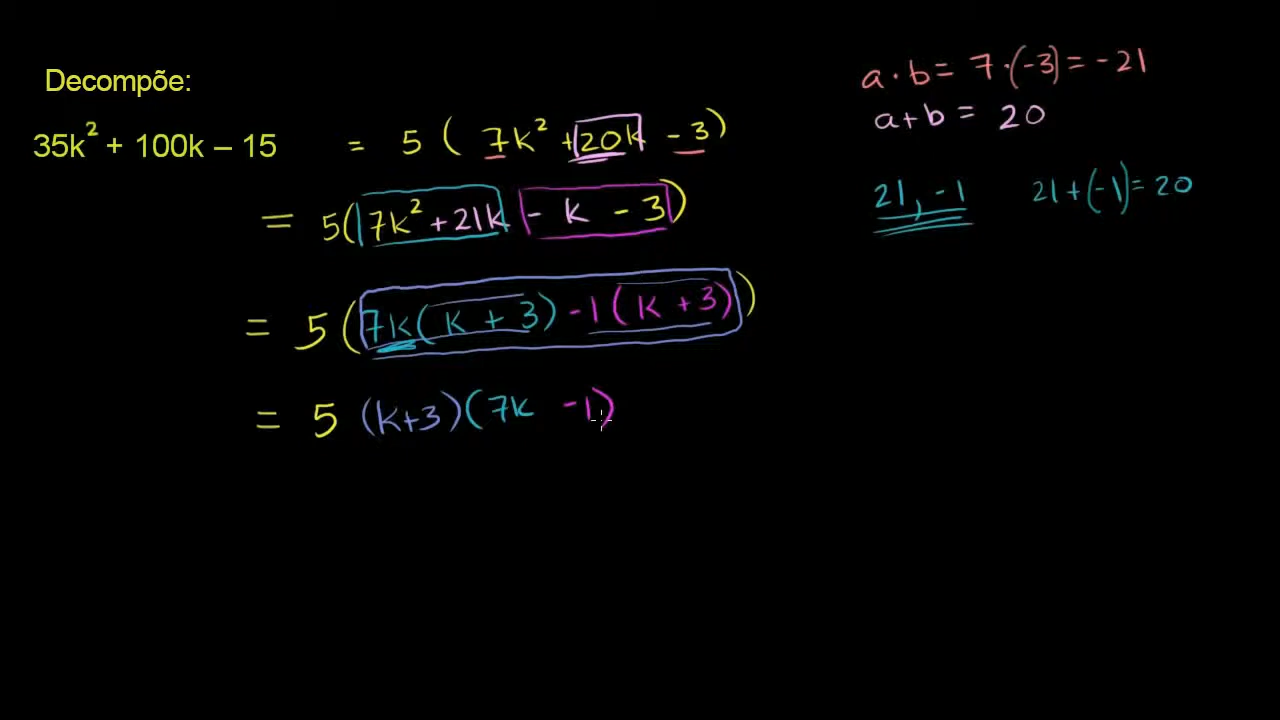 Decompõe:
35k² + 100k – 15 = 5 ( 7k² + 20k - 3 )
= 5(7k² + 21k - k - 3)
= 5 ( 7k ( k + 3 ) - 1 ( k + 3 ) )
= 5 (k+3)(7k - 1)
a · b = 7 · (-3) = -21
a + b = 20
21, -1 21 + (-1) = 20